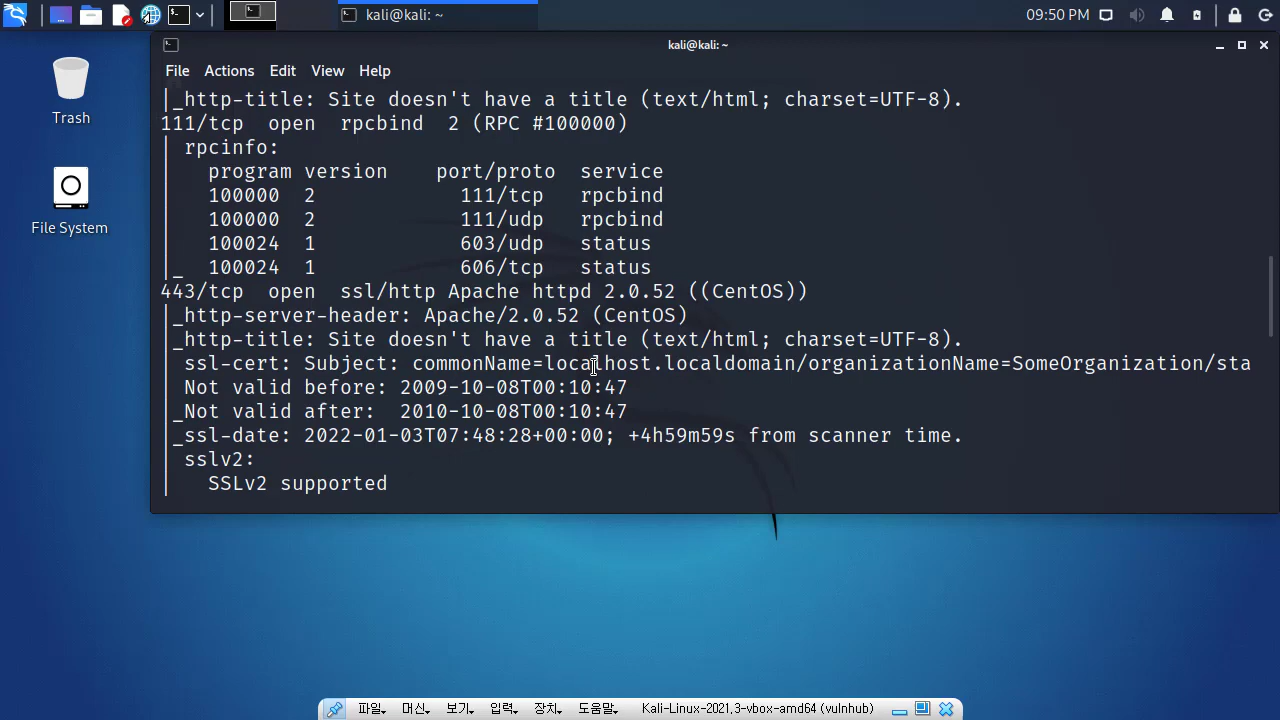 kali@kali: ~
09:50 PM
kali@kali: ~
File Actions Edit View Help
Trash
File System
|_http-title: Site doesn't have a title (text/html; charset=UTF-8).
111/tcp open rpcbind 2 (RPC #100000)
| rpcinfo:
| program version port/proto service
| 100000 2 111/tcp rpcbind
| 100000 2 111/udp rpcbind
| 100024 1 603/udp status
|_ 100024 1 606/tcp status
443/tcp open ssl/http Apache httpd 2.0.52 ((CentOS))
|_http-server-header: Apache/2.0.52 (CentOS)
|_http-title: Site doesn't have a title (text/html; charset=UTF-8).
| ssl-cert: Subject: commonName=localhost.localdomain/organizationName=SomeOrganization/sta
| Not valid before: 2009-10-08T00:10:47
|_Not valid after: 2010-10-08T00:10:47
|_ssl-date: 2022-01-03T07:48:28+00:00; +4h59m59s from scanner time.
| sslv2:
| SSLv2 supported
파일 머신 보기 입력 장치 도움말 Kali-Linux-2021.3-vbox-amd64 (vulnhub)